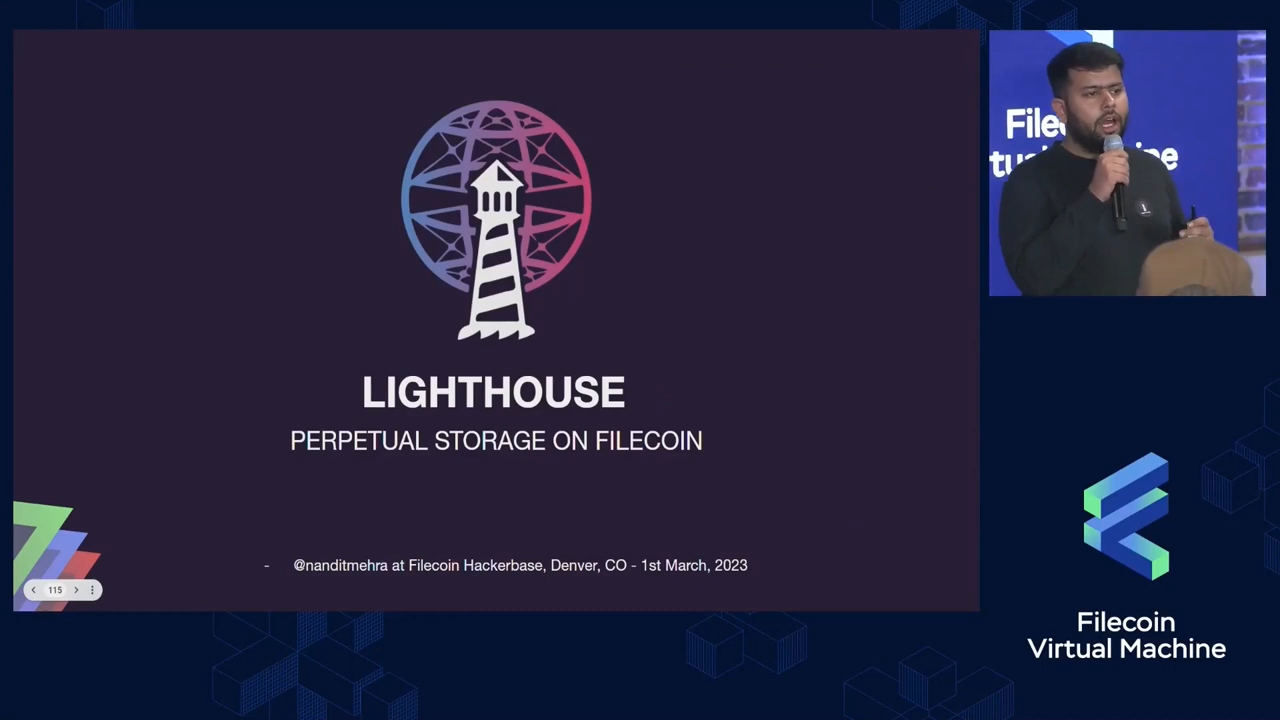 LIGHTHOUSE
PERPETUAL STORAGE ON FILECOIN
- @nanditmehra at Filecoin Hackerbase, Denver, CO - 1st March, 2023
115
Filecoin
Virtual Machine